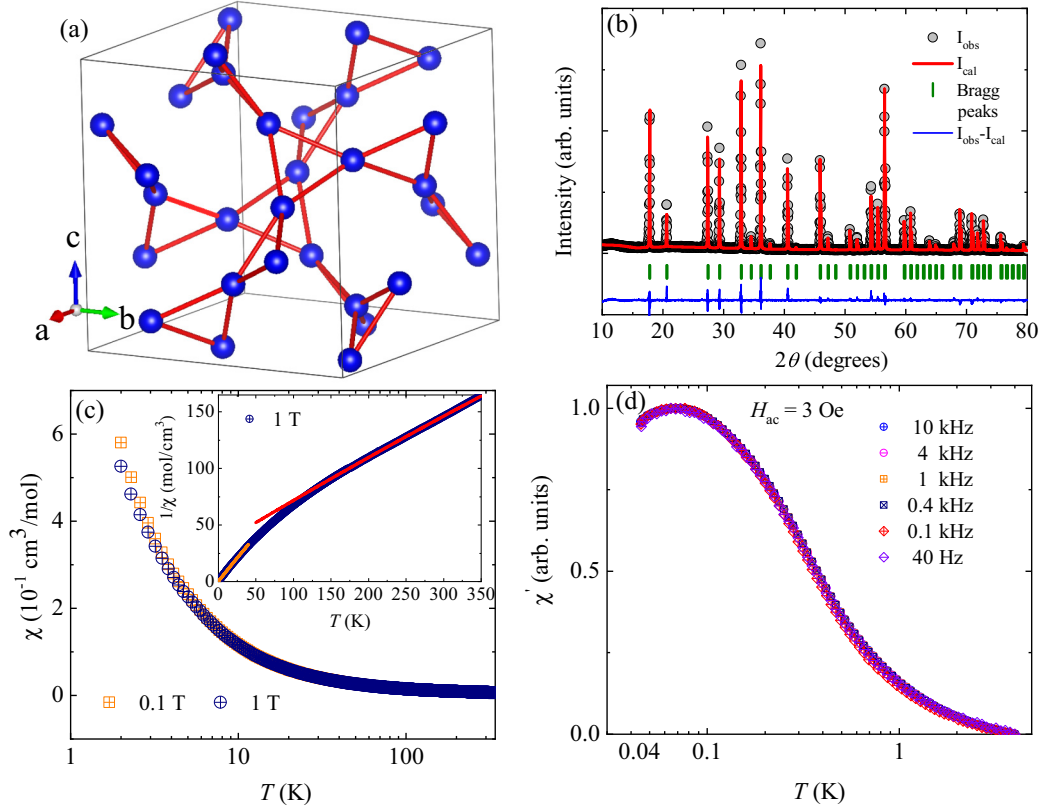 (a)
c
a
b
(b)
Intensity (arb. units)
I_obs
I_cal
Bragg
peaks
I_obs-I_cal
10 20 30 40 50 60 70 80
2θ (degrees)
(c)
χ (10^-1 cm^3/mol)
6
4
2
0
1 10 100
T (K)
0.1 T 1 T
1/χ (mol/cm^3)
150
100
50
0
1 T
0 50 100 150 200 250 300 350
T (K)
(d)
H_ac = 3 Oe
χ' (arb. units)
1.0
0.5
0.0
10 kHz
4 kHz
1 kHz
0.4 kHz
0.1 kHz
40 Hz
0.04 0.1 1
T (K)